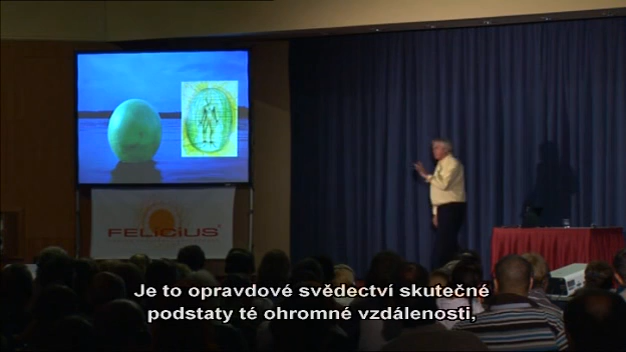 FELICIUS®
Je to opravdové svědectví skutečné
podstaty té ohromné vzdálenosti,